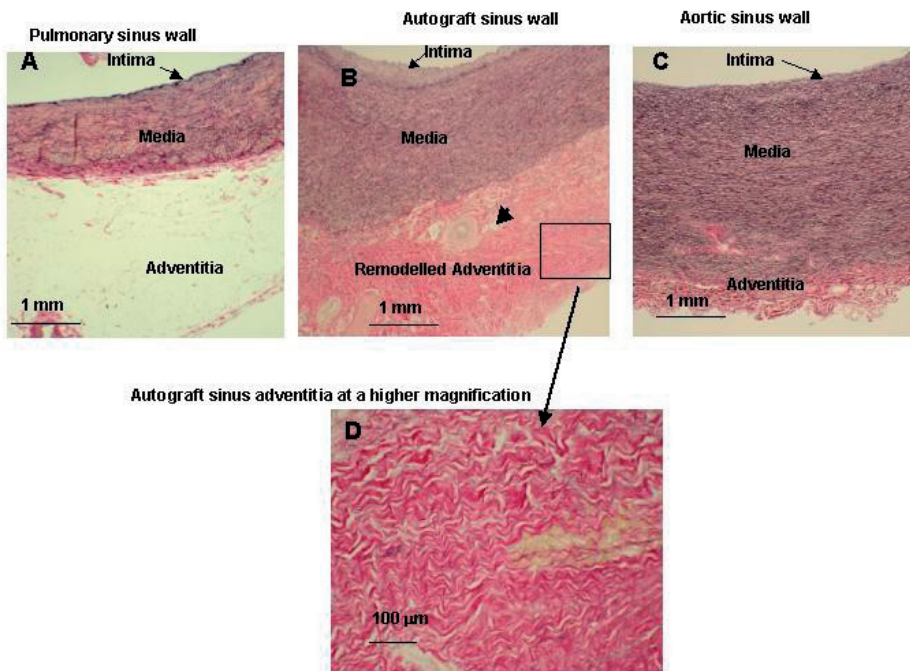 Pulmonary sinus wall
A
Intima
Media
Adventitia
1 mm
Autograft sinus wall
B
Intima
Media
Remodelled Adventitia
1 mm
Aortic sinus wall
C
Intima
Media
Adventitia
1 mm
Autograft sinus adventitia at a higher magnification
D
100 µm